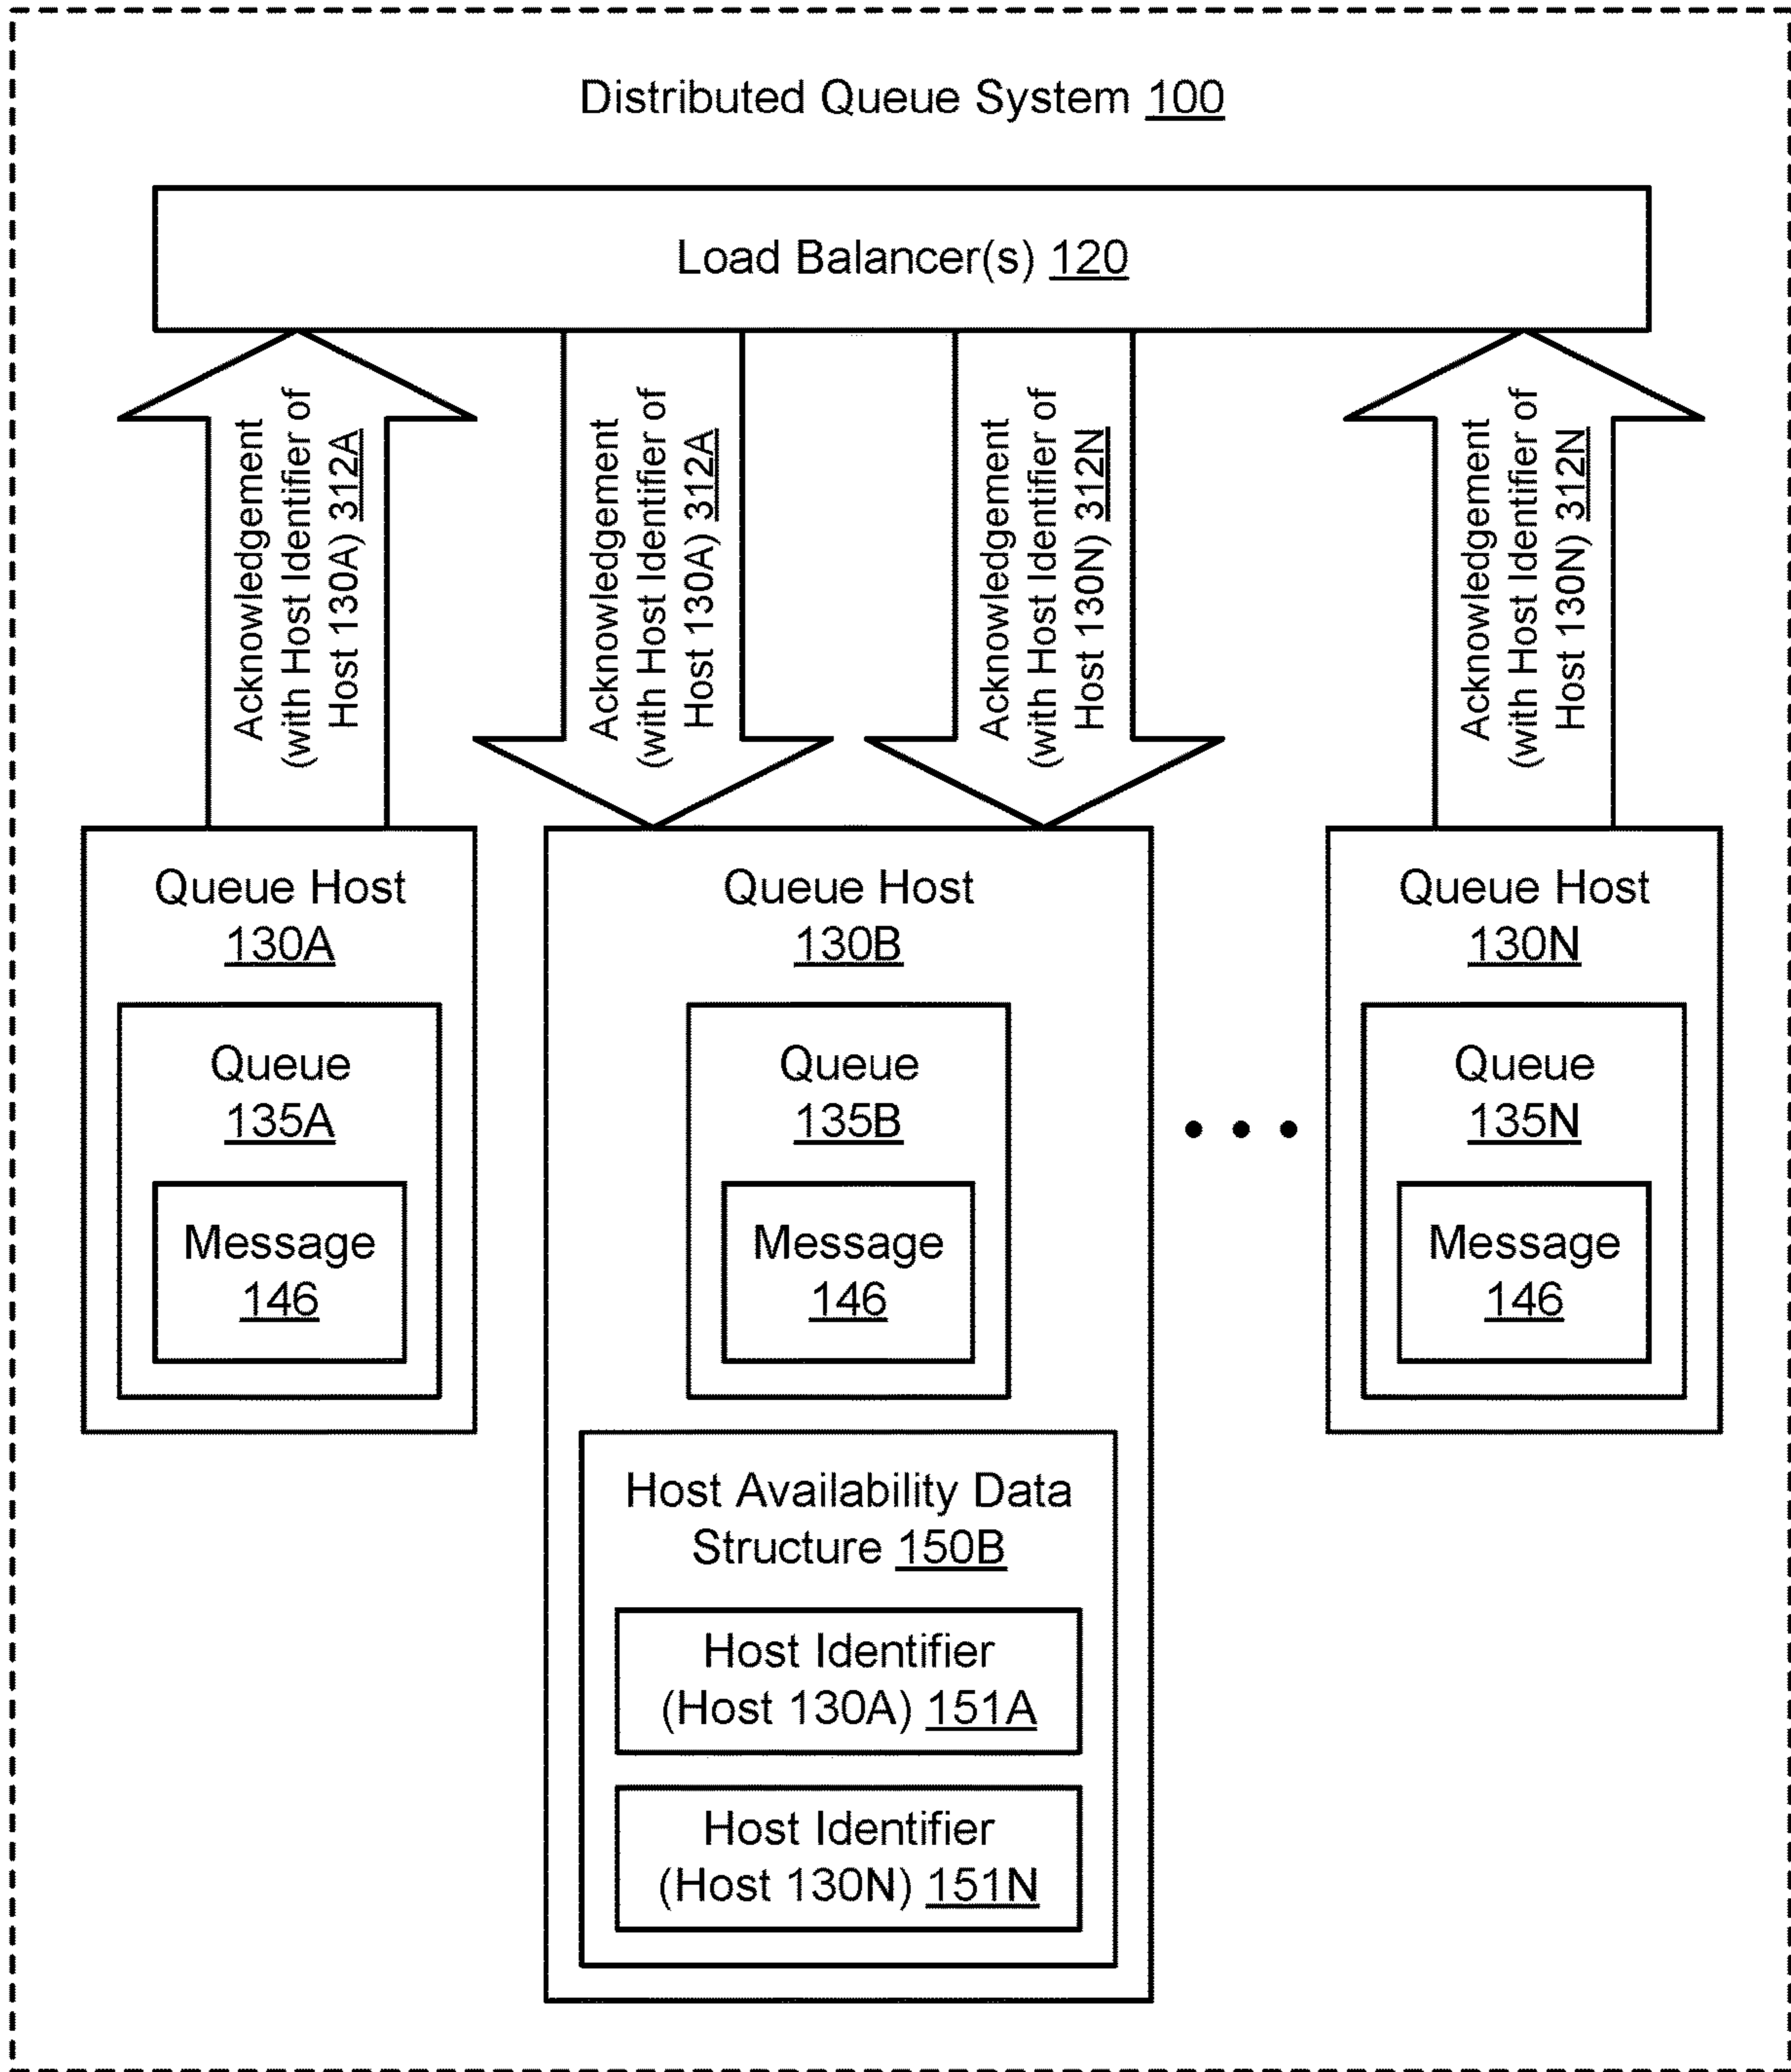 Distributed Queue System 100
Load Balancer(s) 120
Acknowledgement
(with Host Identifier of
Host 130A) 312A
Acknowledgement
(with Host Identifier of
Host 130A) 312A
Acknowledgement
(with Host Identifier of
Host 130N) 312N
Acknowledgement
(with Host Identifier of
Host 130N) 312N
Queue Host
130A
Queue
135A
Message
146
Queue Host
130B
Queue
135B
Message
146
Host Availability Data
Structure 150B
Host Identifier
(Host 130A) 151A
Host Identifier
(Host 130N) 151N
Queue Host
130N
Queue
135N
Message
146